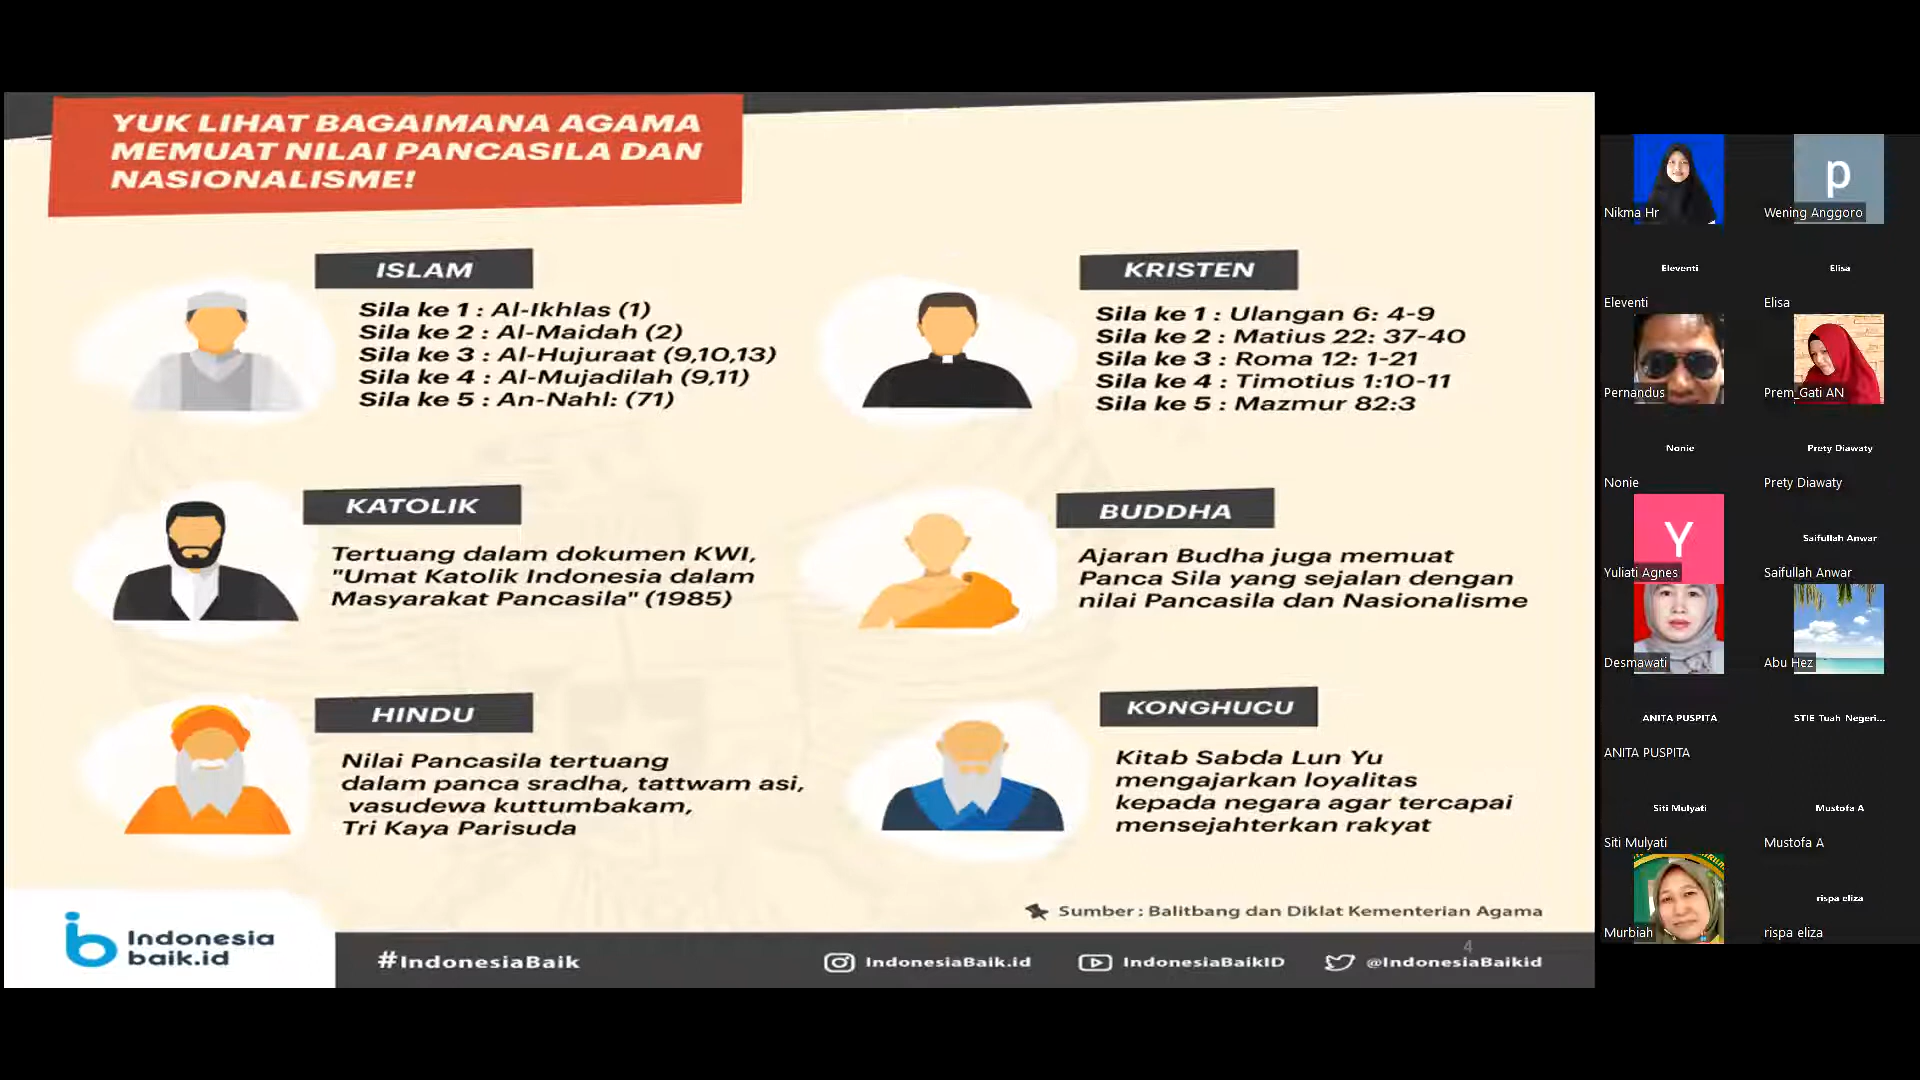 YUK LIHAT BAGAIMANA AGAMA
MEMUAT NILAI PANCASILA DAN
NASIONALISME!
ISLAM
Sila ke 1 : Al-Ikhlas (1)
Sila ke 2 : Al-Maidah (2)
Sila ke 3 : Al-Hujuraat (9,10,13)
Sila ke 4 : Al-Mujadilah (9,11)
Sila ke 5 : An-Nahl: (71)
KRISTEN
Sila ke 1 : Ulangan 6: 4-9
Sila ke 2 : Matius 22: 37-40
Sila ke 3 : Roma 12: 1-21
Sila ke 4 : Timotius 1:10-11
Sila ke 5 : Mazmur 82:3
KATOLIK
Tertuang dalam dokumen KWI,
"Umat Katolik Indonesia dalam
Masyarakat Pancasila" (1985)
BUDDHA
Ajaran Budha juga memuat
Panca Sila yang sejalan dengan
nilai Pancasila dan Nasionalisme
HINDU
Nilai Pancasila tertuang
dalam panca sradha, tattwam asi,
vasudewa kuttumbakam,
Tri Kaya Parisuda
KONGHUCU
Kitab Sabda Lun Yu
mengajarkan loyalitas
kepada negara agar tercapai
mensejahterkan rakyat
Sumber : Balitbang dan Diklat Kementerian Agama
4
Indonesia
baik.id
#IndonesiaBaik
IndonesiaBaik.id
IndonesiaBaikID
@IndonesiaBaikid
Nikma Hr
p
Wening Anggoro
Eleventi
Eleventi
Elisa
Elisa
Pernandus
Prem_Gati AN
Nonie
Nonie
Prety Diawaty
Prety Diawaty
Y
Yuliati Agnes
Saifullah Anwar
Saifullah Anwar
Desmawati
Abu Hez
ANITA PUSPITA
ANITA PUSPITA
STIE Tuah Negeri...
Siti Mulyati
Siti Mulyati
Mustofa A
Mustofa A
Murbiah
rispa eliza
rispa eliza